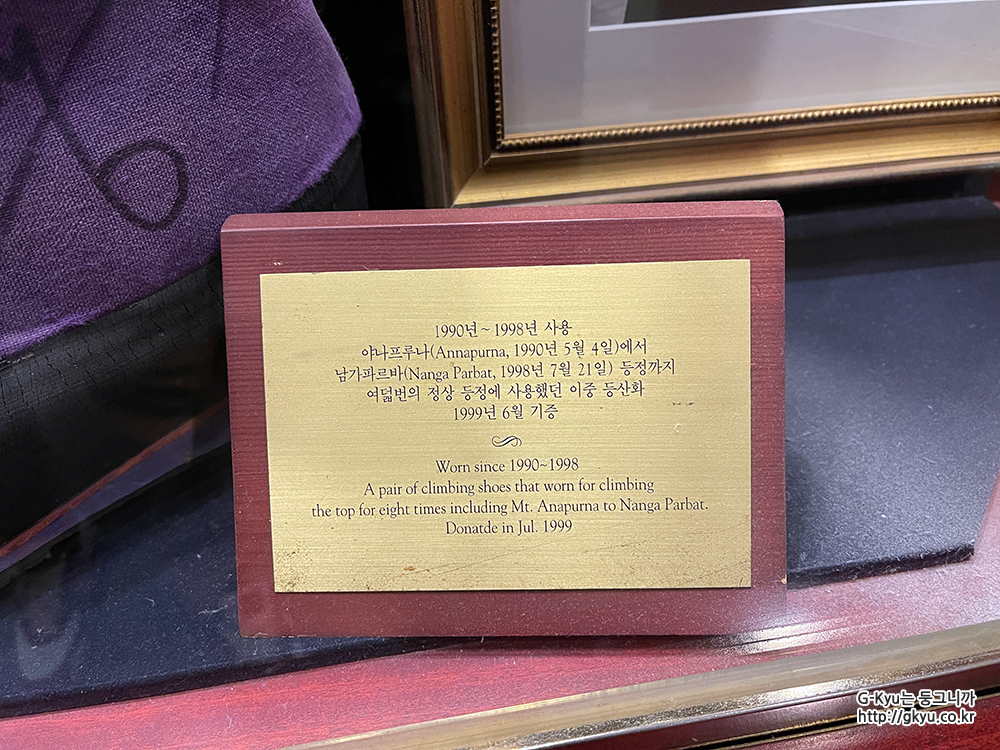 1990년 ~ 1998년 사용
안나프루나(Annapurna, 1990년 5월 4일)에서
남가파르바(Nanga Parbat, 1998년 7월 21일) 등정까지
여덟번의 정상 등정에 사용했던 이중 등산화
1999년 6월 기증
Worn since 1990~1998
A pair of climbing shoes that worn for climbing
the top for eight times including Mt. Anapurna to Nanga Parbat.
Donatde in Jul. 1999
G-Kyu는 둥그니까
http://gkyu.co.kr